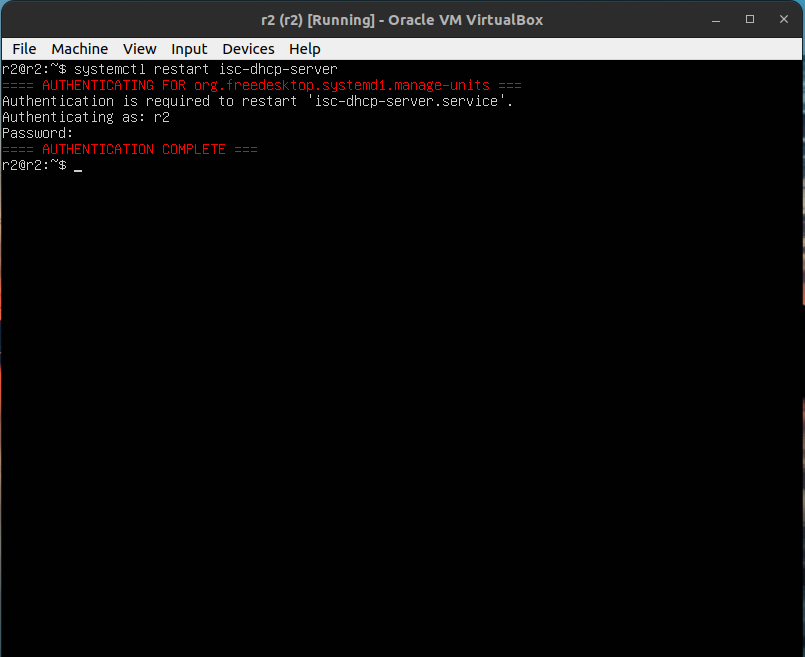 r2 (r2) [Running] - Oracle VM VirtualBox
File Machine View Input Devices Help
r2@r2:~$ systemctl restart isc-dhcp-server
==== AUTHENTICATING FOR org.freedesktop.systemd1.manage-units ===
Authentication is required to restart 'isc-dhcp-server.service'.
Authenticating as: r2
Password:
==== AUTHENTICATION COMPLETE ===
r2@r2:~$ _